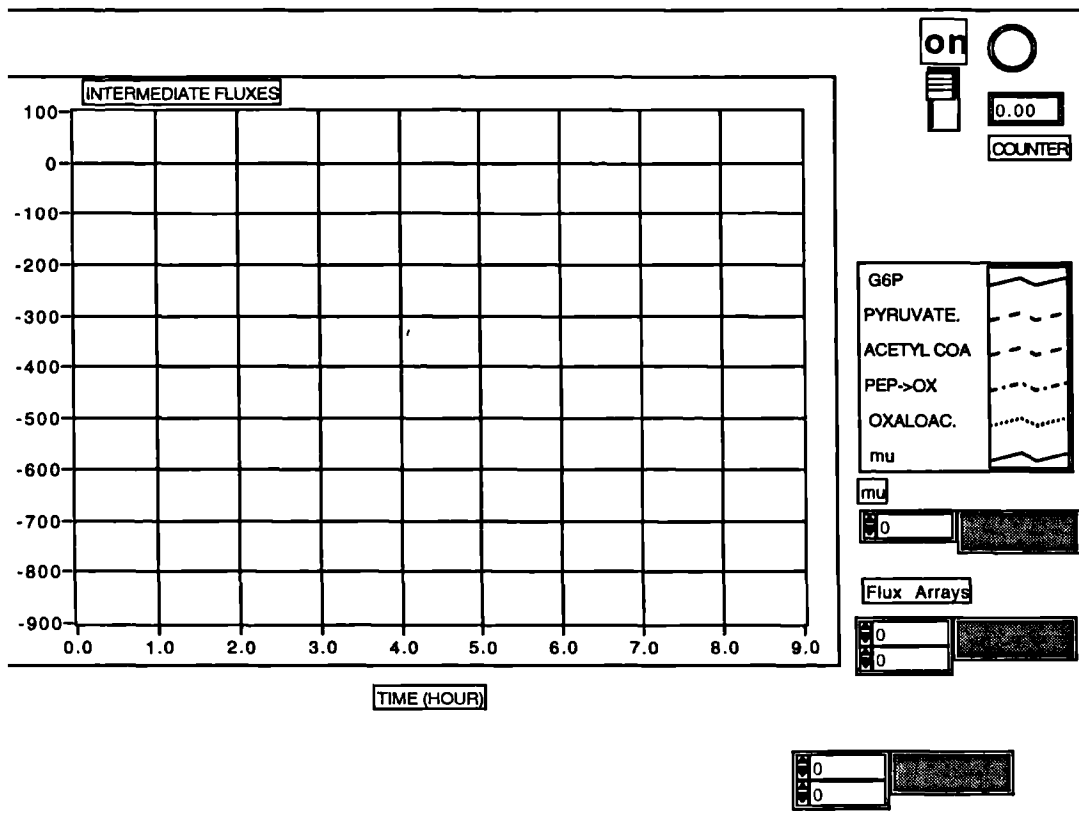 on
0.00
COUNTER
INTERMEDIATE FLUXES
100
0
-100
-200
-300
-400
-500
-600
-700
-800
-900
0.0 1.0 2.0 3.0 4.0 5.0 6.0 7.0 8.0 9.0
TIME (HOUR)
G6P
PYRUVATE.
ACETYL COA
PEP->OX
OXALOAC.
mu
mu
0
Flux Arrays
0
0
0
0